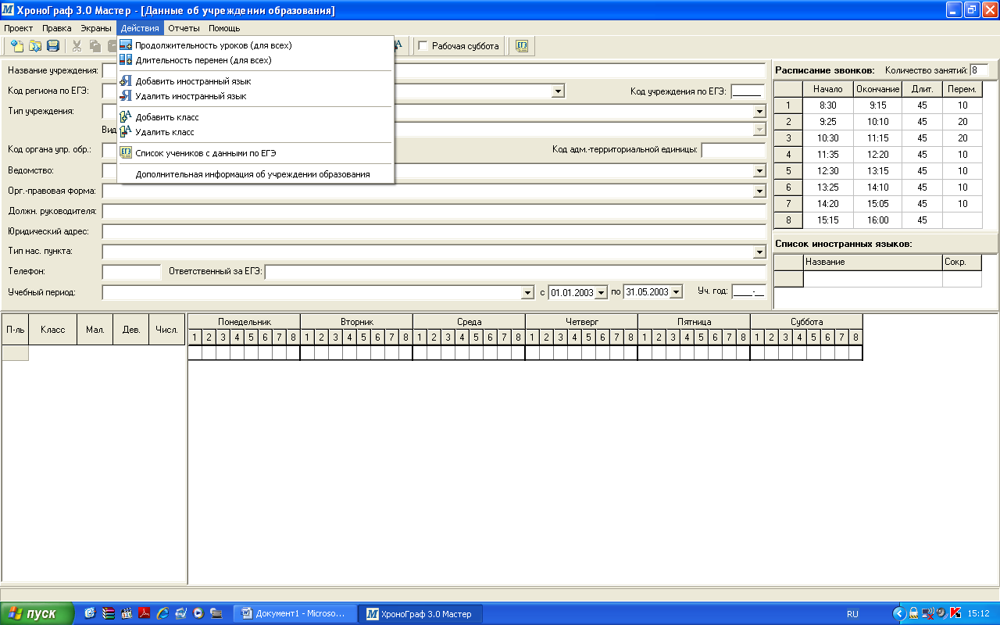 ХроноГраф 3.0 Мастер - [Данные об учреждении образования]
Проект Правка Экраны Действия Отчеты Помощь
Рабочая суббота ЕГЭ
Продолжительность уроков (для всех)
Длительность перемен (для всех)
Добавить иностранный язык
Удалить иностранный язык
Добавить класс
Удалить класс
ЕГЭ Список учеников с данными по ЕГЭ
Дополнительная информация об учреждении образования
Название учреждения:
Код региона по ЕГЭ: Код учреждения по ЕГЭ:
Тип учреждения:
Вид
Код органа упр. обр.: Код адм.-территориальной единицы:
Ведомство:
Орг.-правовая форма:
Должн. руководителя:
Юридический адрес:
Тип нас. пункта:
Телефон: Ответственный за ЕГЭ:
Учебный период: с 01.01.2003 по 31.05.2003 Уч. год: ____-__
Расписание звонков: Количество занятий: 8
Начало Окончание Длит. Перем.
1 8:30 9:15 45 10
2 9:25 10:10 45 20
3 10:30 11:15 45 20
4 11:35 12:20 45 10
5 12:30 13:15 45 10
6 13:25 14:10 45 10
7 14:20 15:05 45 10
8 15:15 16:00 45
Список иностранных языков:
Название Сокр.
П-ль Класс Мал. Дев. Числ.
Понедельник Вторник Среда Четверг Пятница Суббота
1 2 3 4 5 6 7 8 1 2 3 4 5 6 7 8 1 2 3 4 5 6 7 8 1 2 3 4 5 6 7 8 1 2 3 4 5 6 7 8 1 2 3 4 5 6 7 8
пуск Документ1 - Microso... ХроноГраф 3.0 Мастер RU 15:12